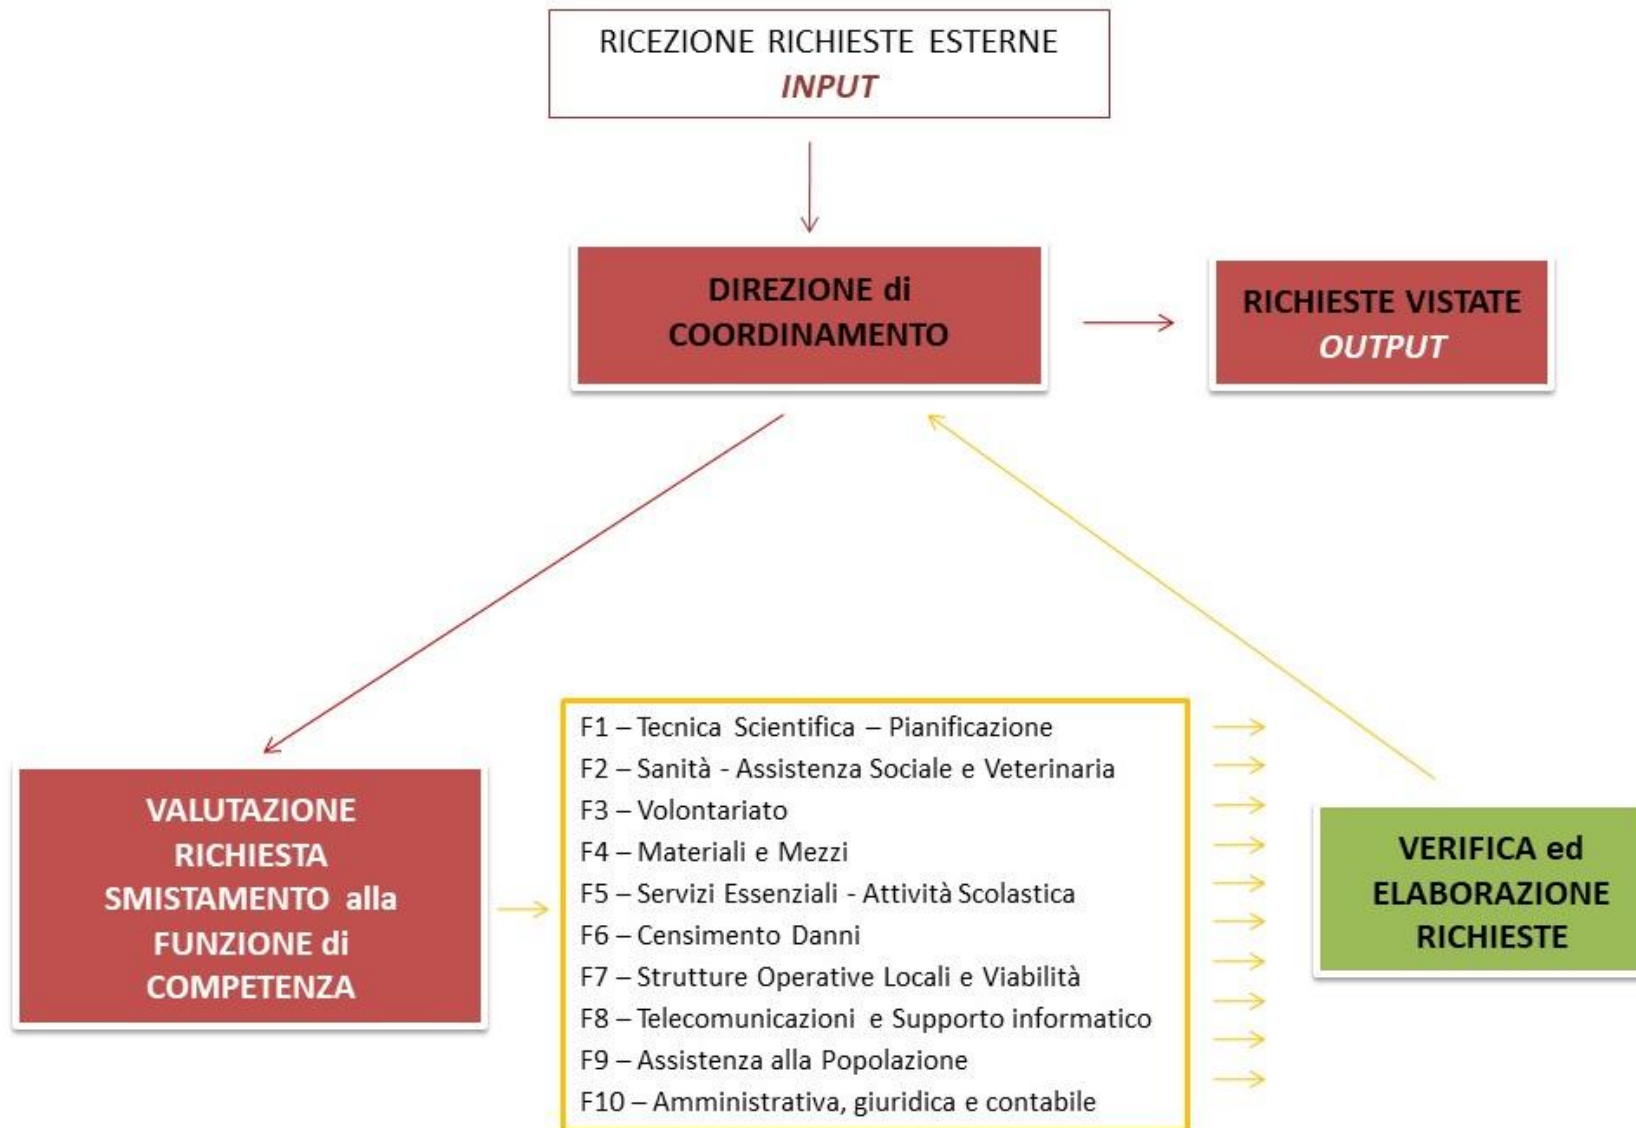 RICEZIONE RICHIESTE ESTERNE
INPUT
DIREZIONE di
COORDINAMENTO
RICHIESTE VISTATE
OUTPUT
VALUTAZIONE
RICHIESTA
SMISTAMENTO alla
FUNZIONE di
COMPETENZA
F1 – Tecnica Scientifica – Pianificazione
F2 – Sanità - Assistenza Sociale e Veterinaria
F3 – Volontariato
F4 – Materiali e Mezzi
F5 – Servizi Essenziali - Attività Scolastica
F6 – Censimento Danni
F7 – Strutture Operative Locali e Viabilità
F8 – Telecomunicazioni e Supporto informatico
F9 – Assistenza alla Popolazione
F10 – Amministrativa, giuridica e contabile
VERIFICA ed
ELABORAZIONE
RICHIESTE